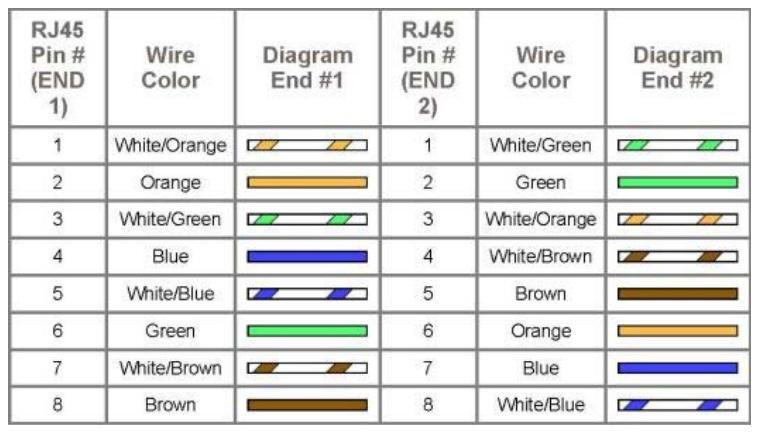 RJ45 Pin # (END 1) Wire Color Diagram End #1 RJ45 Pin # (END 2) Wire Color Diagram End #2
1 White/Orange 1 White/Green
2 Orange 2 Green
3 White/Green 3 White/Orange
4 Blue 4 White/Brown
5 White/Blue 5 Brown
6 Green 6 Orange
7 White/Brown 7 Blue
8 Brown 8 White/Blue